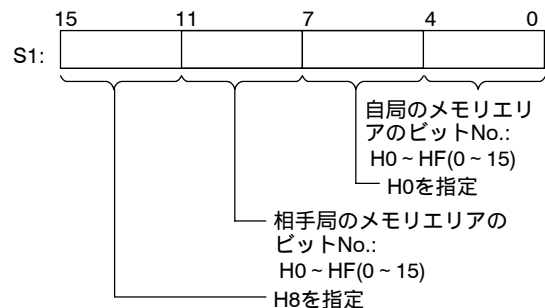 15 11 7 4 0
S1:
自局のメモリエリ
アのビットNo.:
H0 ~ HF(0 ~ 15)
H0を指定
相手局のメモリエリアの
ビットNo.:
H0 ~ HF(0 ~ 15)
H8を指定